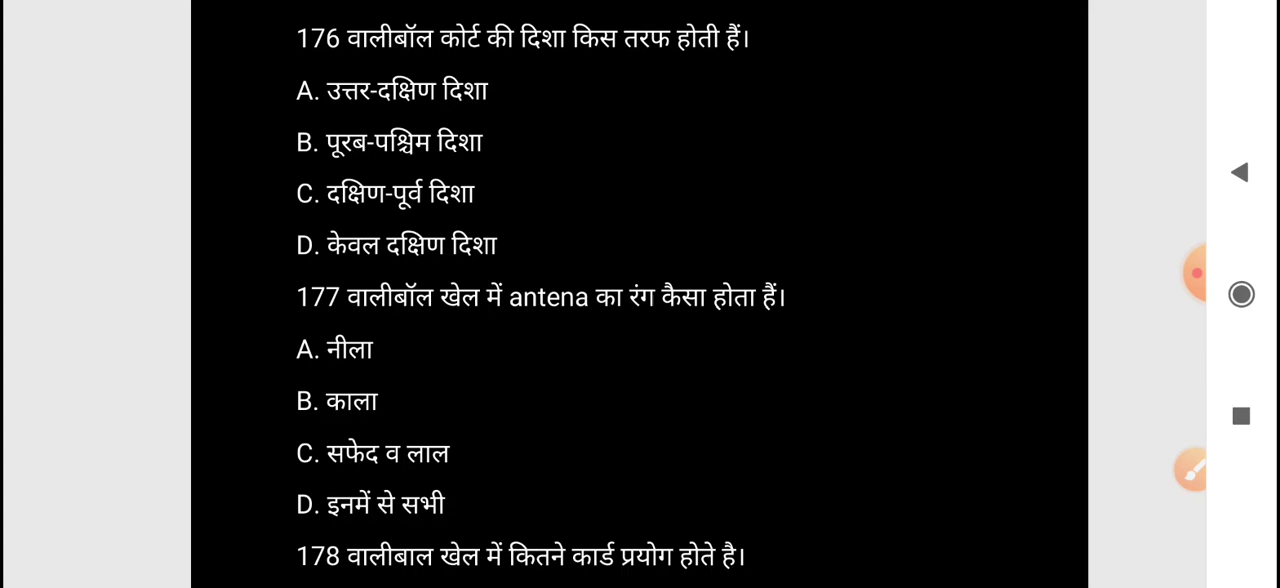 176 वालीबॉल कोर्ट की दिशा किस तरफ होती हैं।
A. उत्तर-दक्षिण दिशा
B. पूरब-पश्चिम दिशा
C. दक्षिण-पूर्व दिशा
D. केवल दक्षिण दिशा
177 वालीबॉल खेल में antena का रंग कैसा होता हैं।
A. नीला
B. काला
C. सफेद व लाल
D. इनमें से सभी
178 वालीबाल खेल में कितने कार्ड प्रयोग होते है।